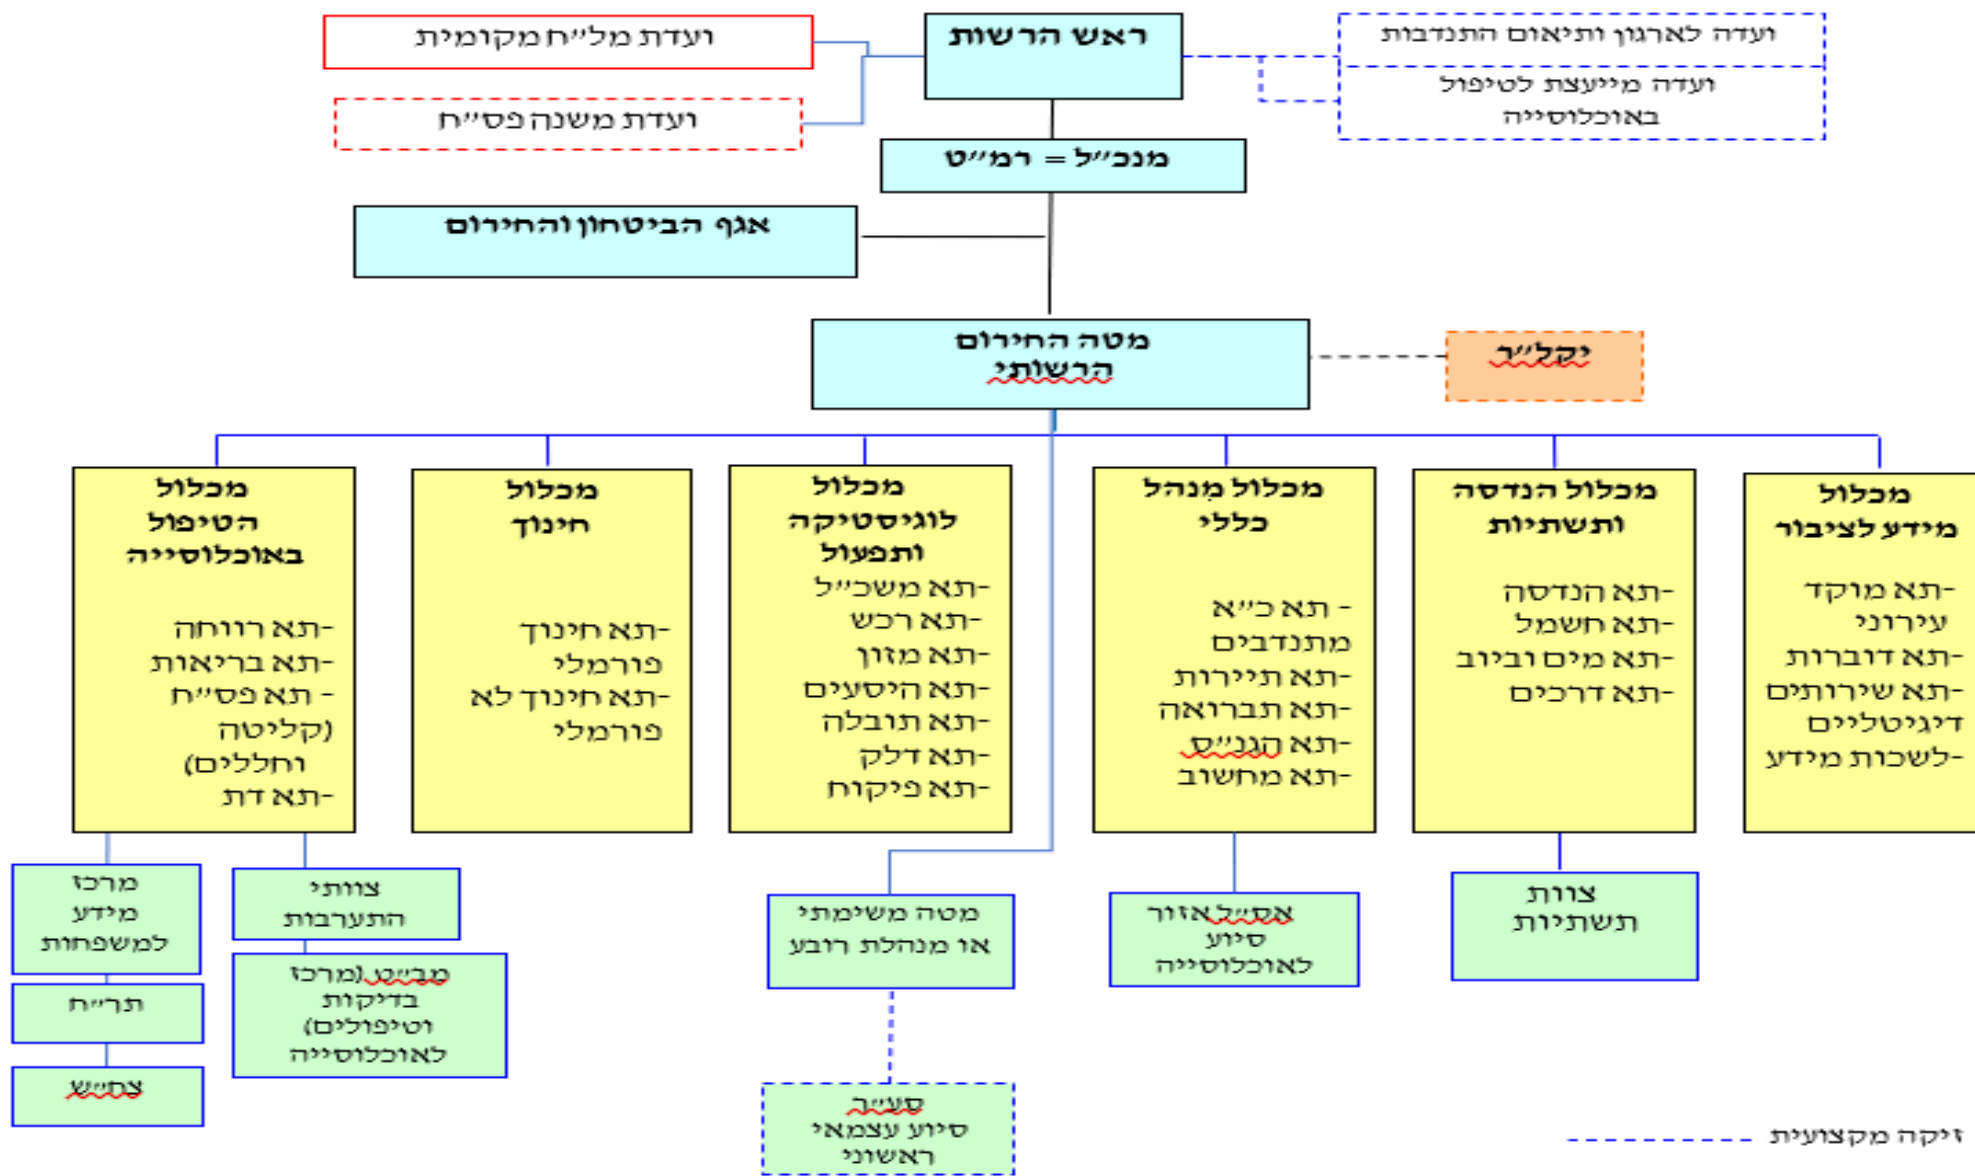 ראש הרשות
ועדת מל״ח מקומית
ועדת משנה פס״ח
ועדה לארגון ותיאום התנדבות
ועדה מייעצת לטיפול
באוכלוסייה
מנכ״ל = רמ״ט
אגף הביטחון והחירום
מטה החירום
הרשותי
יקל״ר
מכלול
מידע לציבור
-תא מוקד
עירוני
-תא דוברות
-תא שירותים
דיגיטליים
-לשכות מידע
מכלול הנדסה
ותשתיות
-תא הנדסה
-תא חשמל
-תא מים וביוב
-תא דרכים
מכלול מִנהל
כללי
- תא כ״א
מתנדבים
-תא תיירות
-תא תברואה
-תא הגנ״ס
-תא מחשוב
מכלול
לוגיסטיקה
ותפעול
-תא משכ״ל
-תא רכש
-תא מזון
-תא היסעים
-תא תובלה
-תא דלק
-תא פיקוח
מכלול
חינוך
-תא חינוך
פורמלי
-תא חינוך לא
פורמלי
מכלול
הטיפול
באוכלוסייה
-תא רווחה
-תא בריאות
- תא פס״ח
(קליטה
וחללים)
-תא דת
צוות
תשתיות
אס״ל אזור
סיוע
לאוכלוסייה
מטה משימתי
או מנהלת רובע
סע״ר
סיוע עצמאי
ראשוני
צוותי
התערבות
מב״ט (מרכז
בדיקות
וטיפולים)
לאוכלוסייה
מרכז
מידע
למשפחות
תר״ח
צח״ש
זיקה מקצועית